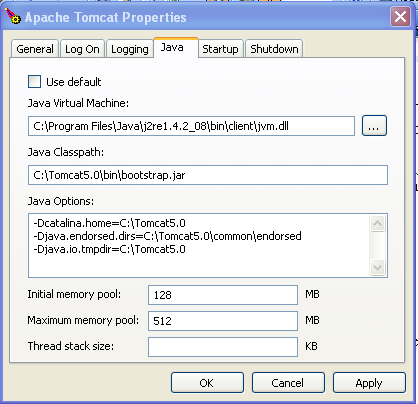 Apache Tomcat Properties
General Log On Logging Java Startup Shutdown
Use default
Java Virtual Machine:
C:\Program Files\Java\j2re1.4.2_08\bin\client\jvm.dll ...
Java Classpath:
C:\Tomcat5.0\bin\bootstrap.jar
Java Options:
-Dcatalina.home=C:\Tomcat5.0
-Djava.endorsed.dirs=C:\Tomcat5.0\common\endorsed
-Djava.io.tmpdir=C:\Tomcat5.0
Initial memory pool: 128 MB
Maximum memory pool: 512 MB
Thread stack size: KB
OK Cancel Apply